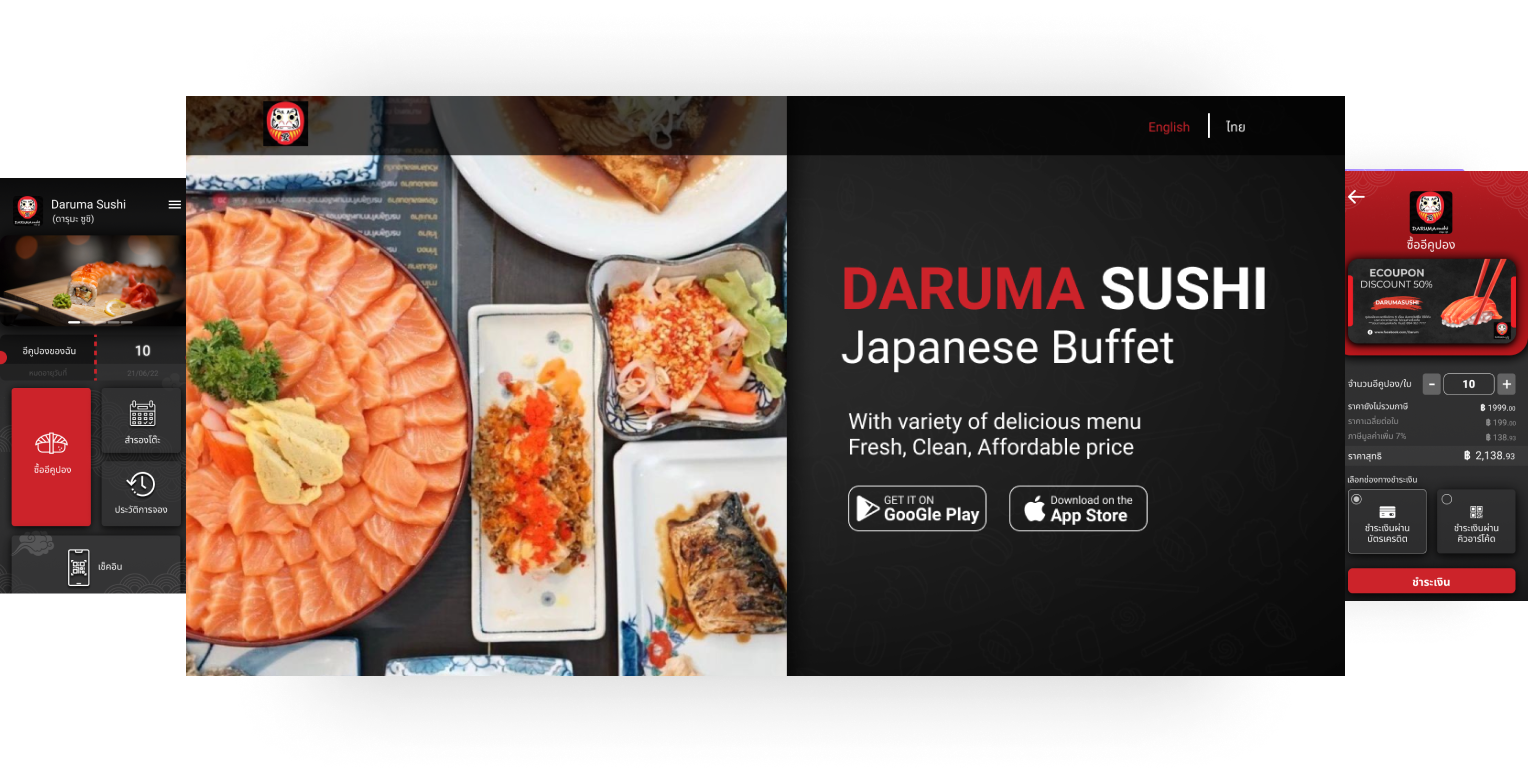 Daruma Sushi
(ดารุมะ ซูชิ)
อีคูปองของฉัน
10
หมดอายุวันที่
21/06/22
ซื้ออีคูปอง
สำรองโต๊ะ
ประวัติการจอง
เช็คอิน
English
ไทย
DARUMA SUSHI
Japanese Buffet
With variety of delicious menu
Fresh, Clean, Affordable price
GET IT ON
GooGle Play
Download on the
App Store
DARUMA sushi
ซื้ออีคูปอง
ECOUPON
DISCOUNT 50%
DARUMASUSHI
จำนวนอีคูปอง/ใบ
-
10
+
ราคายังไม่รวมภาษี
฿ 1999.00
ราคาเฉลี่ยต่อใบ
฿ 199.00
ภาษีมูลค่าเพิ่ม 7%
฿ 138.93
ราคาสุทธิ
฿ 2,138.93
เลือกช่องทางชำระเงิน
ชำระเงินผ่าน
บัตรเครดิต
ชำระเงินผ่าน
คิวอาร์โค้ด
ชำระเงิน